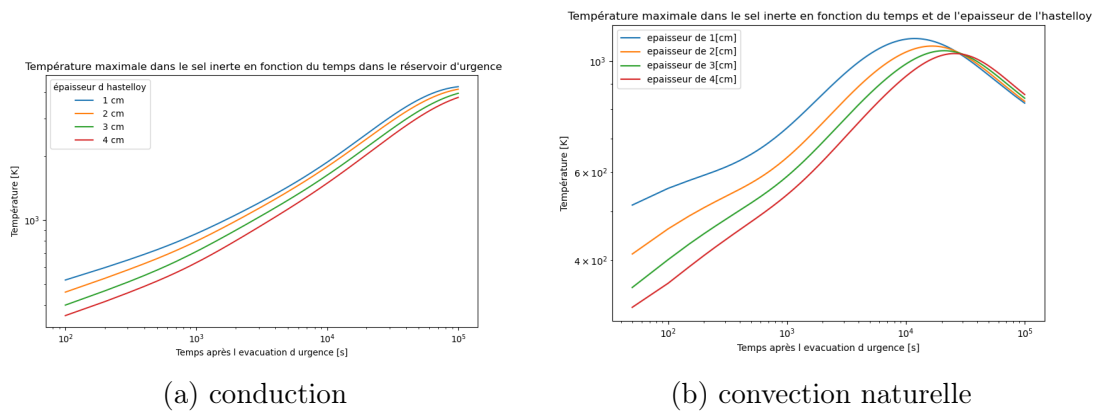 Température maximale dans le sel inerte en fonction du temps dans le réservoir d'urgence
épaisseur d hastelloy
1 cm
2 cm
3 cm
4 cm
Température [K]
10³
10² 10³ 10⁴ 10⁵
Temps après l evacuation d urgence [s]
(a) conduction
Température maximale dans le sel inerte en fonction du temps et de l'epaisseur de l'hastelloy
epaisseur de 1[cm]
epaisseur de 2[cm]
epaisseur de 3[cm]
epaisseur de 4[cm]
Température [K]
10³
6 × 10²
4 × 10²
10² 10³ 10⁴ 10⁵
Temps après l evacuation d urgence [s]
(b) convection naturelle